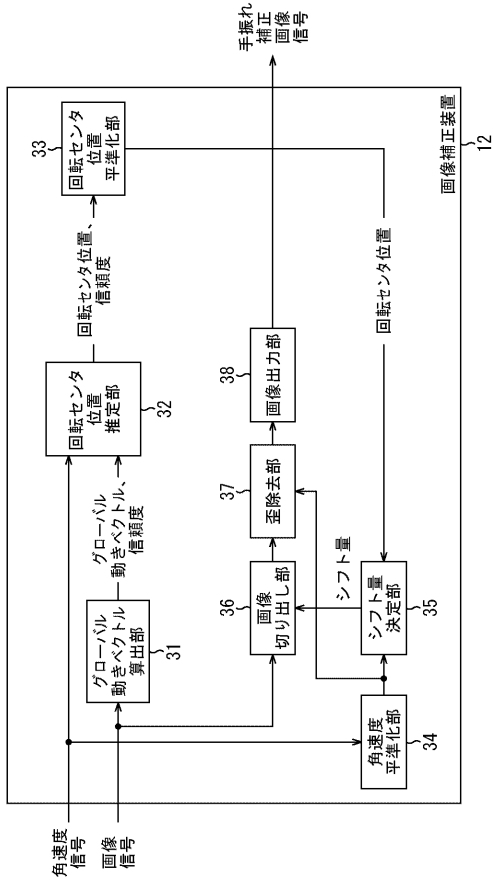 角速度
信号
画像
信号
グローバル
動きベクトル
算出部
31
グローバル
動きベクトル、
信頼度
回転センタ
位置
推定部
32
回転センタ位置、
信頼度
回転センタ
位置
平準化部
33
角速度
平準化部
34
シフト量
決定部
35
シフト量
画像
切り出し部
36
歪除去部
37
画像出力部
38
回転センタ位置
手振れ
補正
画像
信号
画像補正装置
12